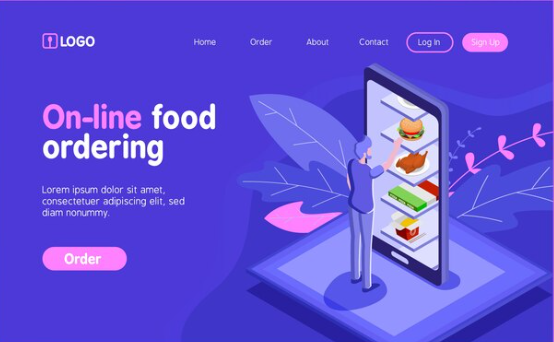 LOGO
Home
Order
About
Contact
Log In
Sign Up
On-line food
ordering
Lorem ipsum dolor sit amet,
consectetuer adipiscing elit, sed
diam nonummy.
Order